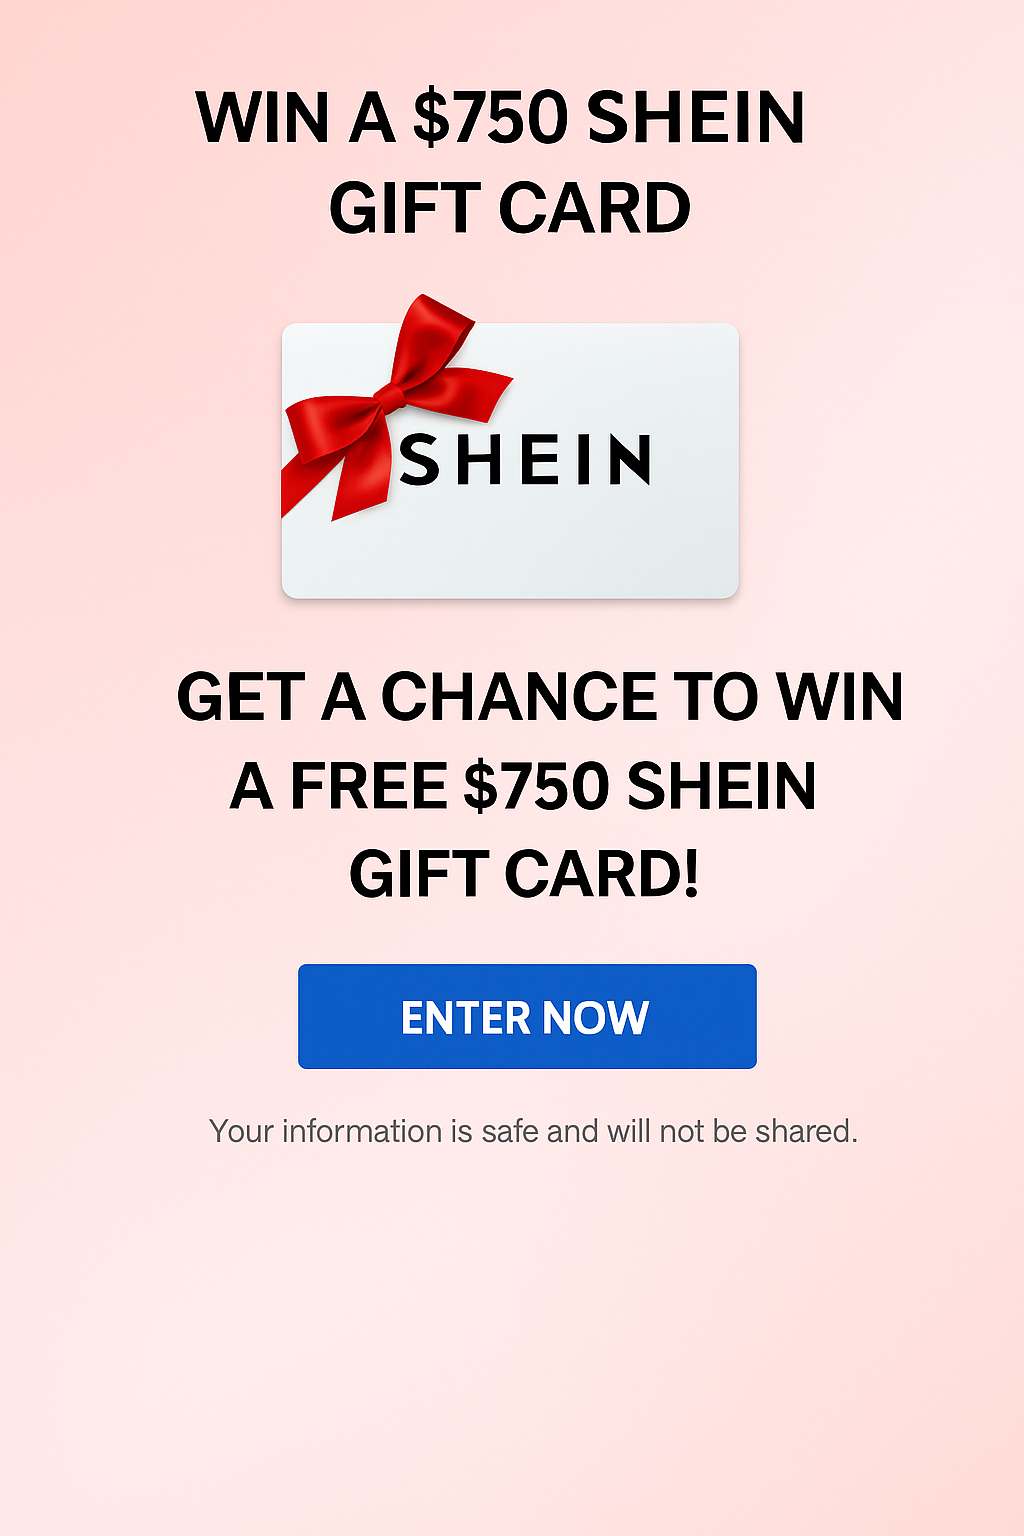 WIN A $750 SHEIN
GIFT CARD
SHEIN
GET A CHANCE TO WIN
A FREE $750 SHEIN
GIFT CARD!
ENTER NOW
Your information is safe and will not be shared.